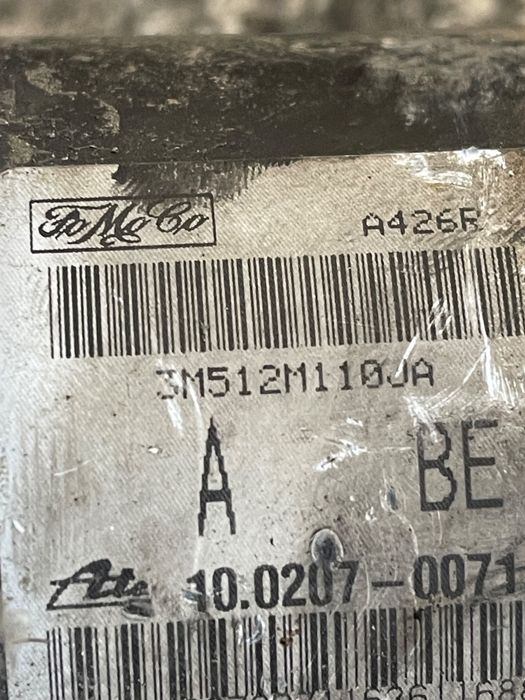 FoMoCo A426R
3M512M110JA
A BE
Ate 10.0207-0071-